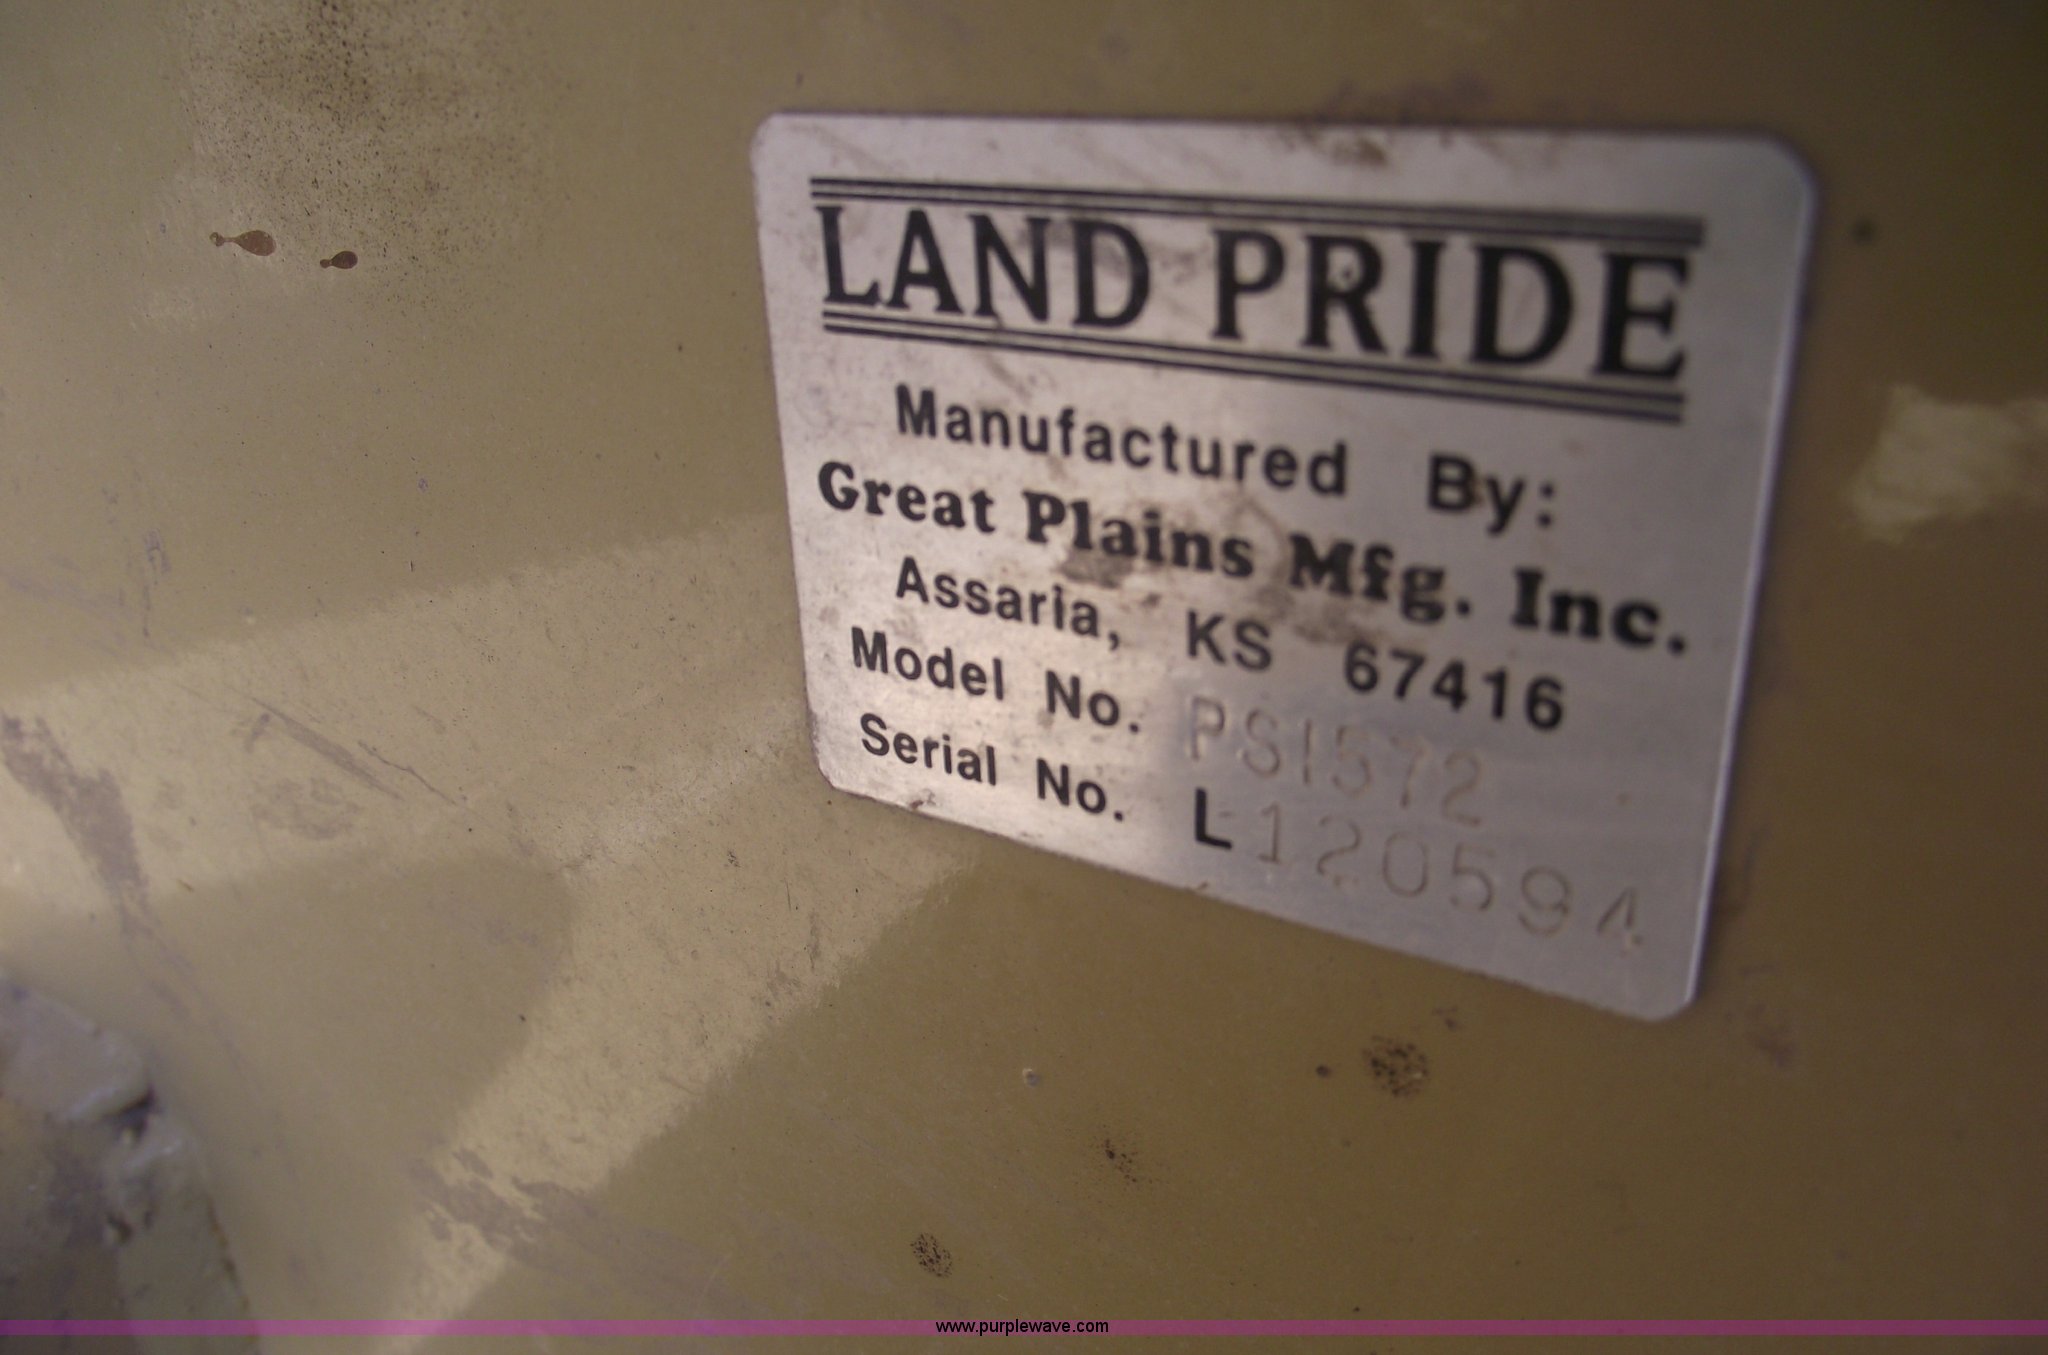 LAND PRIDE
Manufactured By:
Great Plains Mfg. Inc.
Assaria, KS 67416
Model No. PS1572
Serial No. L120594
www.purplewave.com